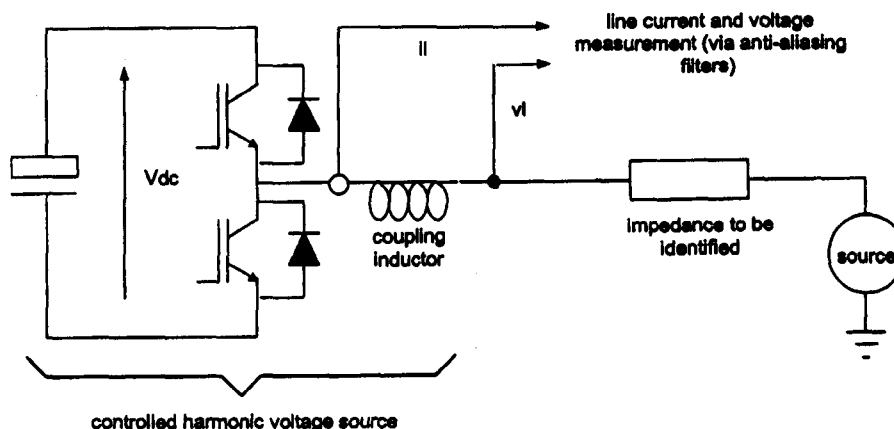 line current and voltage
measurement (via anti-aliasing
filters)
il
vl
Vdc
coupling
inductor
impedance to be
identified
source
controlled harmonic voltage source